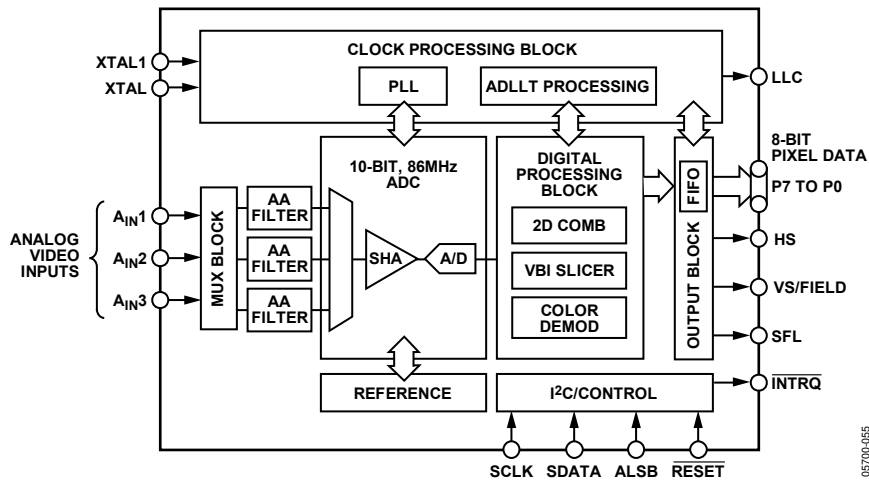 CLOCK PROCESSING BLOCK
XTAL1
XTAL
PLL
ADLLT PROCESSING
LLC
10-BIT, 86MHz
ADC
DIGITAL
PROCESSING
BLOCK
8-BIT
PIXEL DATA
P7 TO P0
FIFO
OUTPUT BLOCK
ANALOG
VIDEO
INPUTS
AIN1
AIN2
AIN3
MUX BLOCK
AA
FILTER
AA
FILTER
AA
FILTER
SHA
A/D
2D COMB
VBI SLICER
COLOR
DEMOD
HS
VS/FIELD
SFL
REFERENCE
I2C/CONTROL
INTRQ
SCLK
SDATA
ALSB
RESET
05700-055